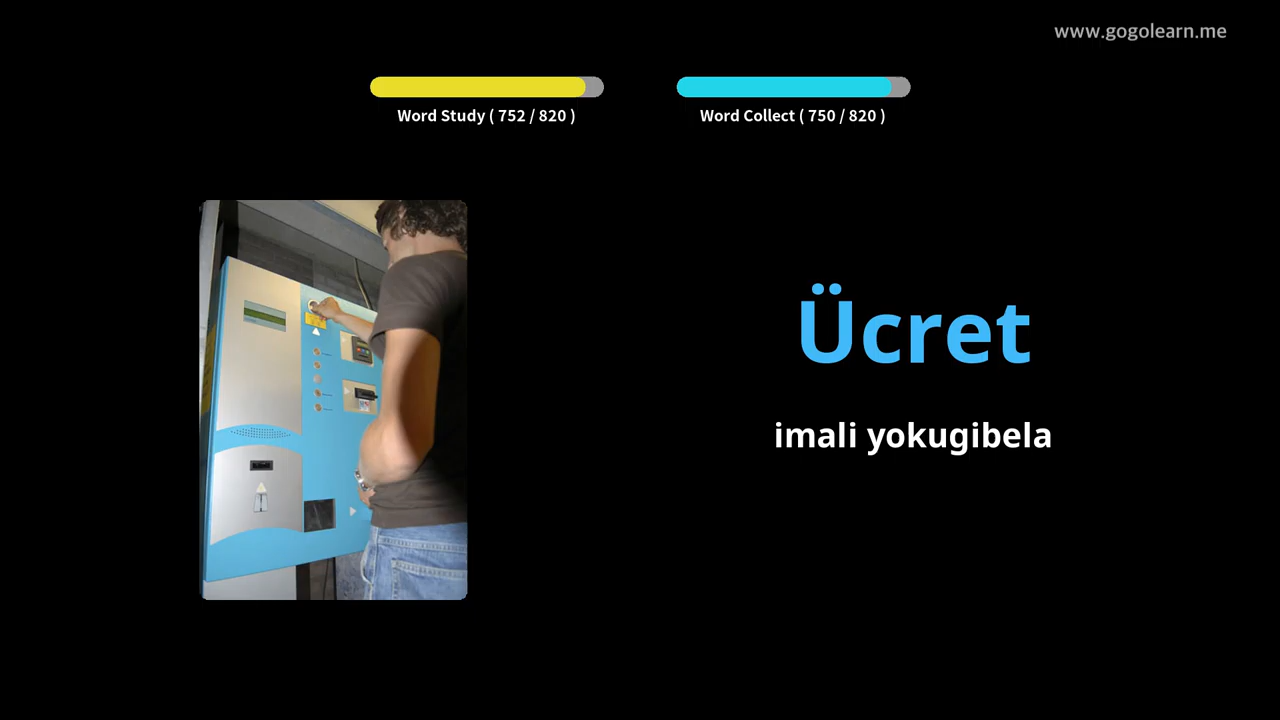 www.gogolearn.me
Word Study ( 752 / 820 )
Word Collect ( 750 / 820 )
Ücret
imali yokugibela